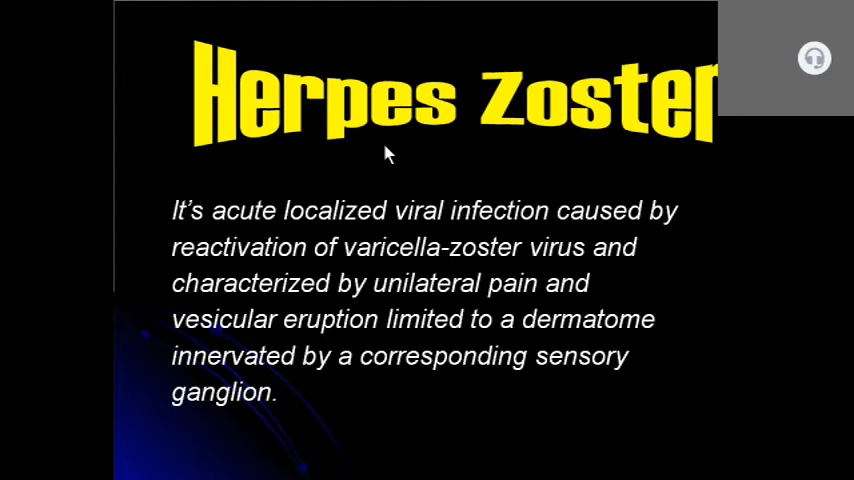 Herpes Zoster
It's acute localized viral infection caused by
reactivation of varicella-zoster virus and
characterized by unilateral pain and
vesicular eruption limited to a dermatome
innervated by a corresponding sensory
ganglion.